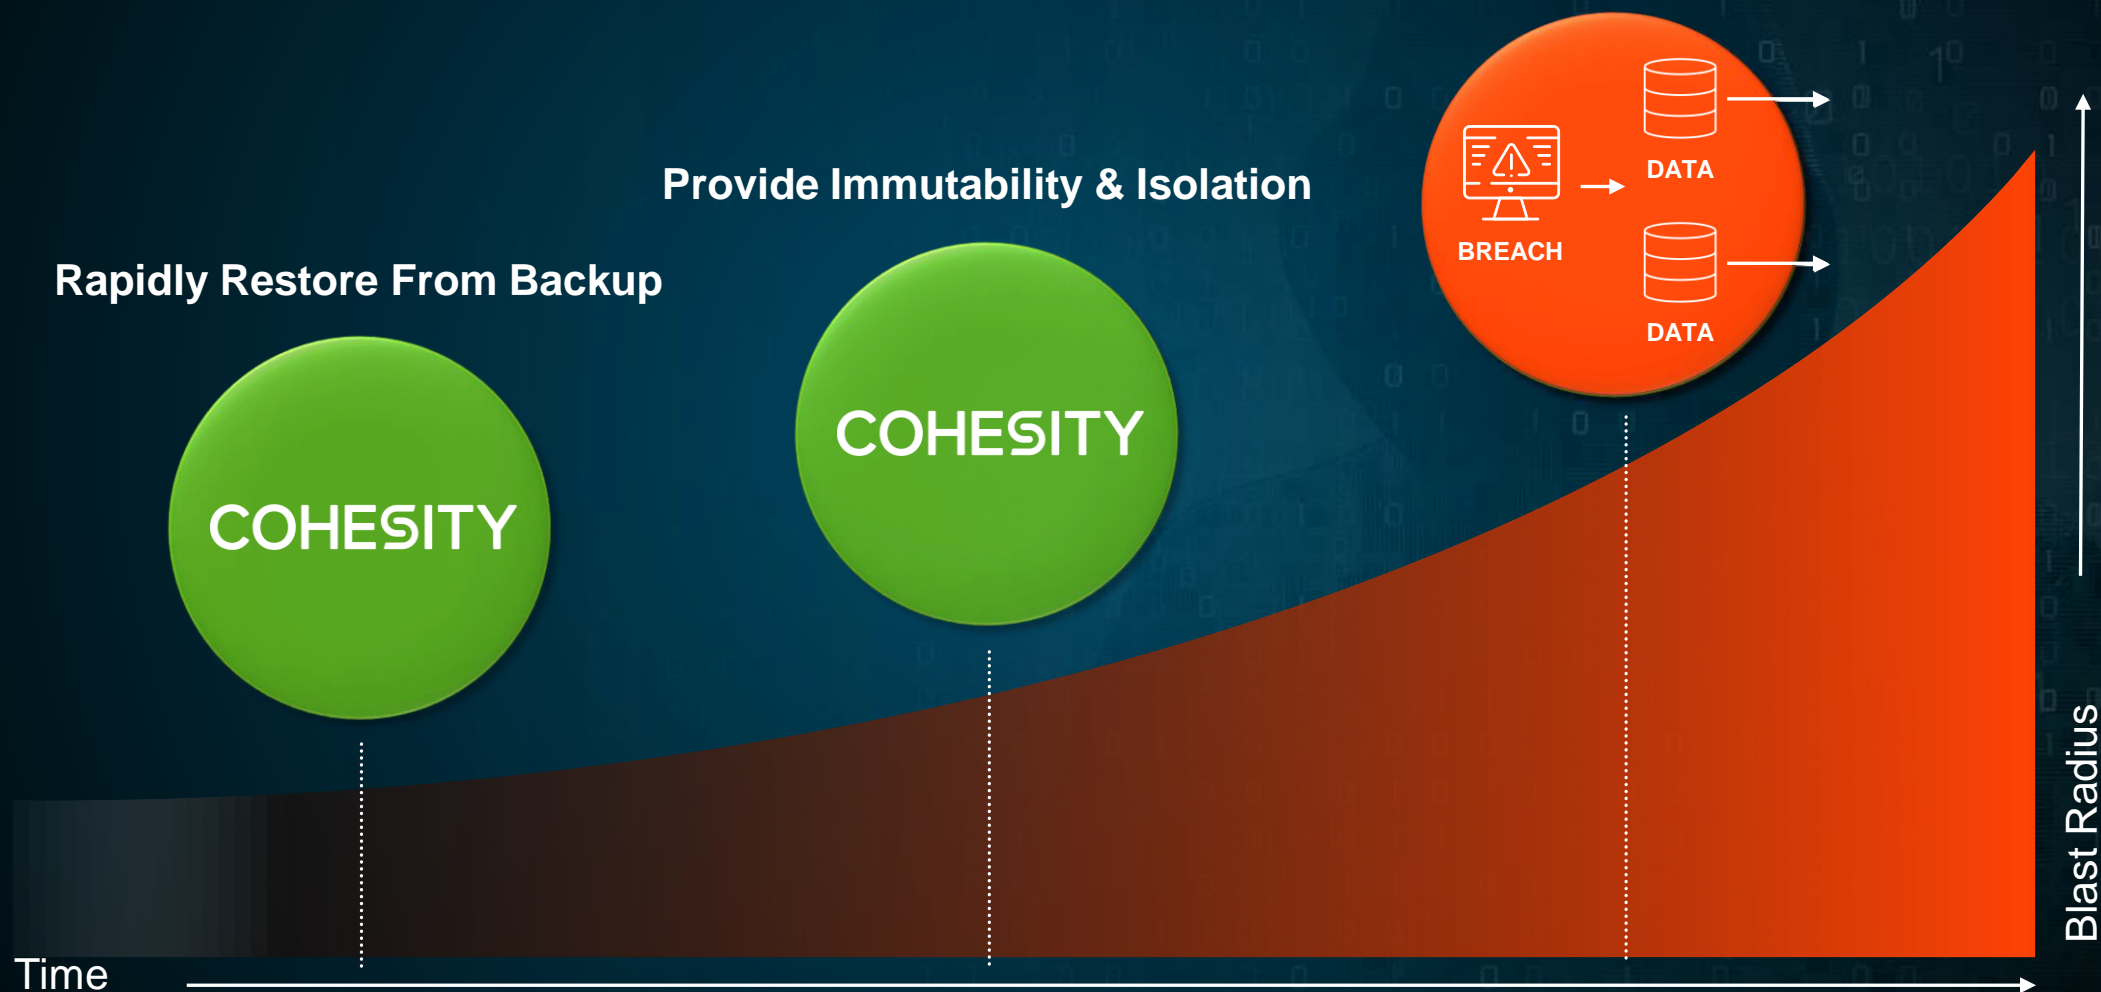 Provide Immutability & Isolation
Rapidly Restore From Backup
COHESITY
COHESITY
BREACH
DATA
DATA
Blast Radius
Time